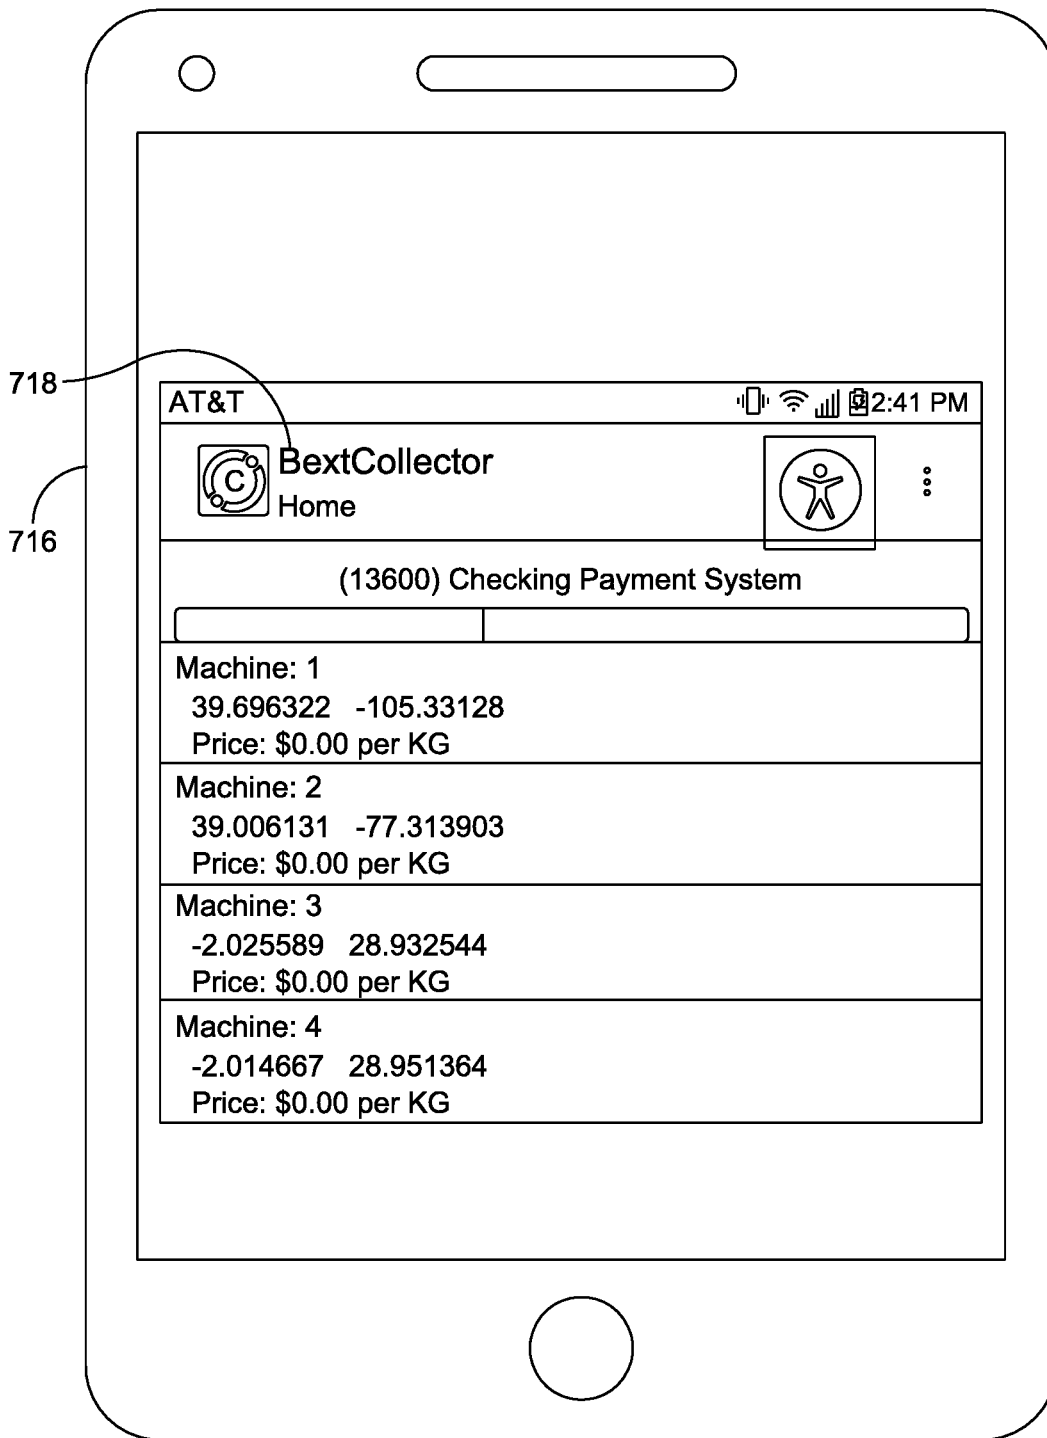 718
AT&T 2:41 PM
BextCollector
C
Home
716
(13600) Checking Payment System
Machine: 1
39.696322 -105.33128
Price: $0.00 per KG
Machine: 2
39.006131 -77.313903
Price: $0.00 per KG
Machine: 3
-2.025589 28.932544
Price: $0.00 per KG
Machine: 4
-2.014667 28.951364
Price: $0.00 per KG